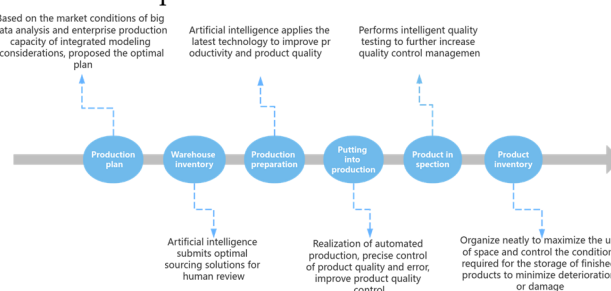 Based on the market conditions of big
data analysis and enterprise production
capacity of integrated modeling
considerations, proposed the optimal
plan
Artificial intelligence applies the
latest technology to improve pr
oductivity and product quality
Performs intelligent quality
testing to further increase
quality control managemen
Production
plan
Warehouse
inventory
Production
preparation
Putting
into
production
Product in
spection
Product
inventory
Artificial intelligence
submits optimal
sourcing solutions for
human review
Realization of automated
production, precise control
of product quality and error,
improve product quality
control
Organize neatly to maximize the
of space and control the condition
required for the storage of finished
products to minimize deterioration
or damage